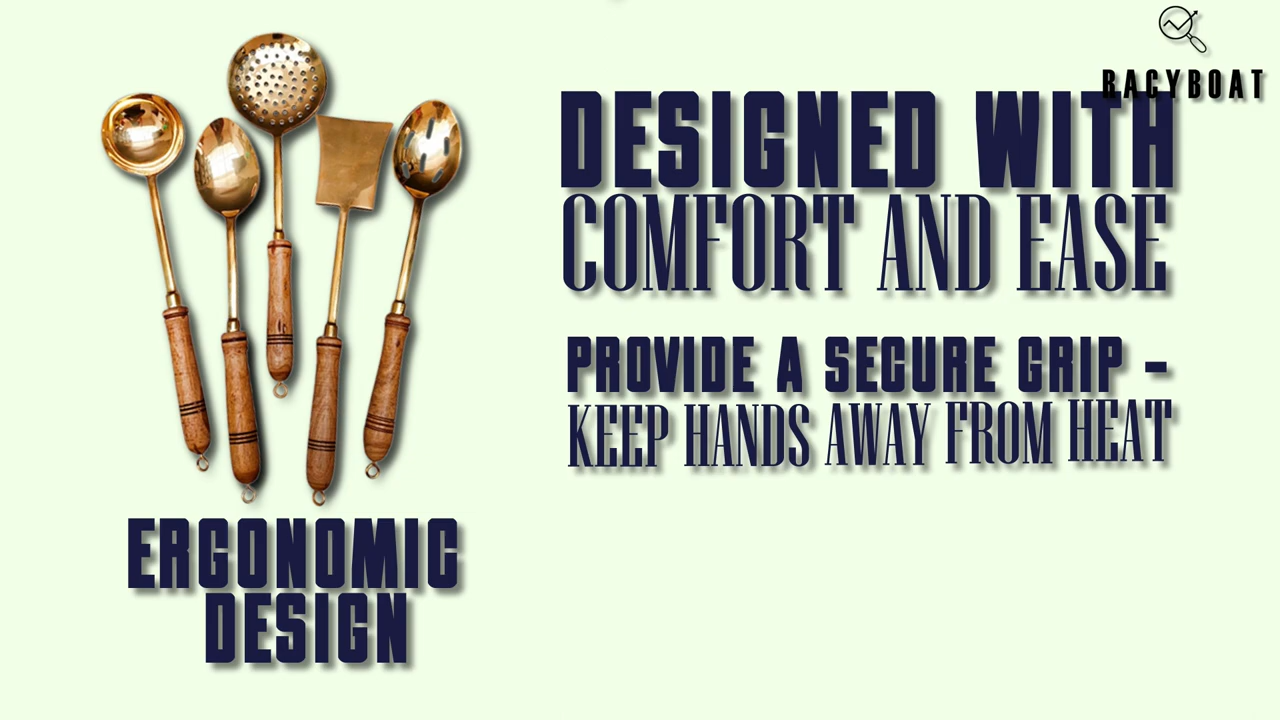 RACYBOAT
DESIGNED WITH
COMFORT AND EASE
PROVIDE A SECURE GRIP -
KEEP HANDS AWAY FROM HEAT
ERGONOMIC
DESIGN